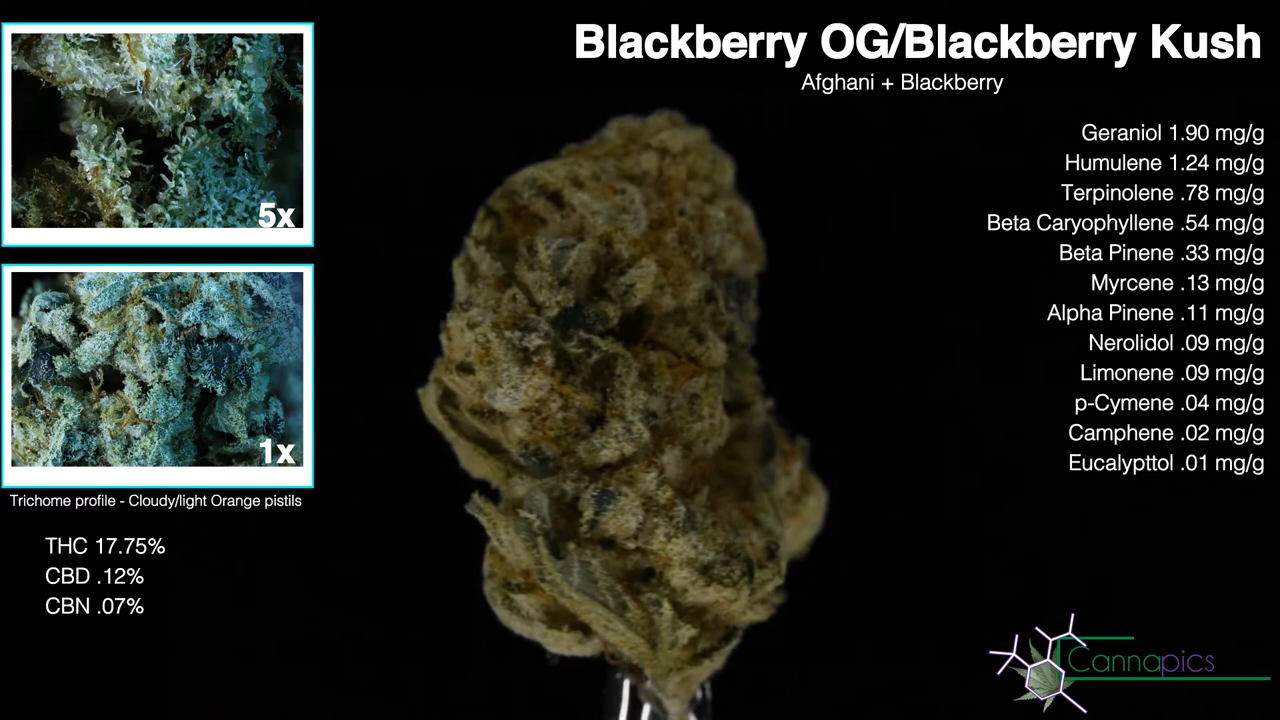 Blackberry OG/Blackberry Kush
Afghani + Blackberry
5x
1x
Trichome profile - Cloudy/light Orange pistils
THC 17.75%
CBD .12%
CBN .07%
Geraniol 1.90 mg/g
Humulene 1.24 mg/g
Terpinolene .78 mg/g
Beta Caryophyllene .54 mg/g
Beta Pinene .33 mg/g
Myrcene .13 mg/g
Alpha Pinene .11 mg/g
Nerolidol .09 mg/g
Limonene .09 mg/g
p-Cymene .04 mg/g
Camphene .02 mg/g
Eucalypttol .01 mg/g
Cannapics